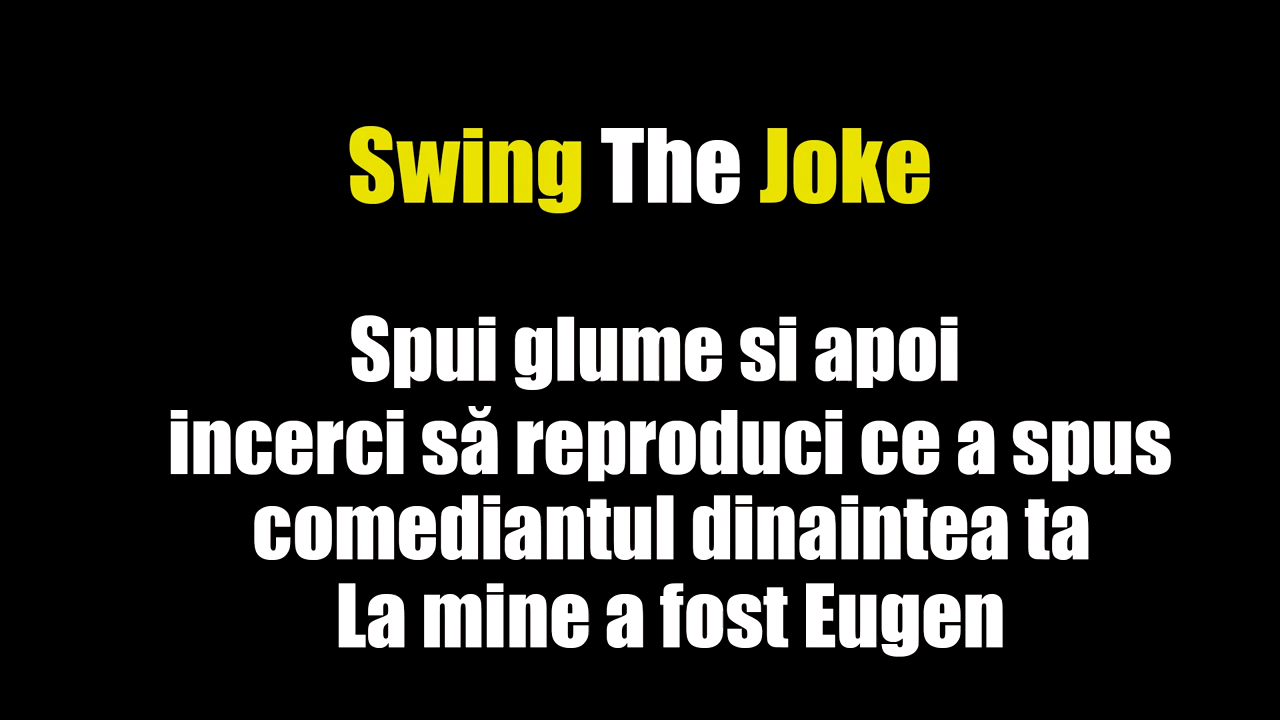 Swing The Joke
Spui glume si apoi
incerci să reproduci ce a spus
comediantul dinaintea ta
La mine a fost Eugen